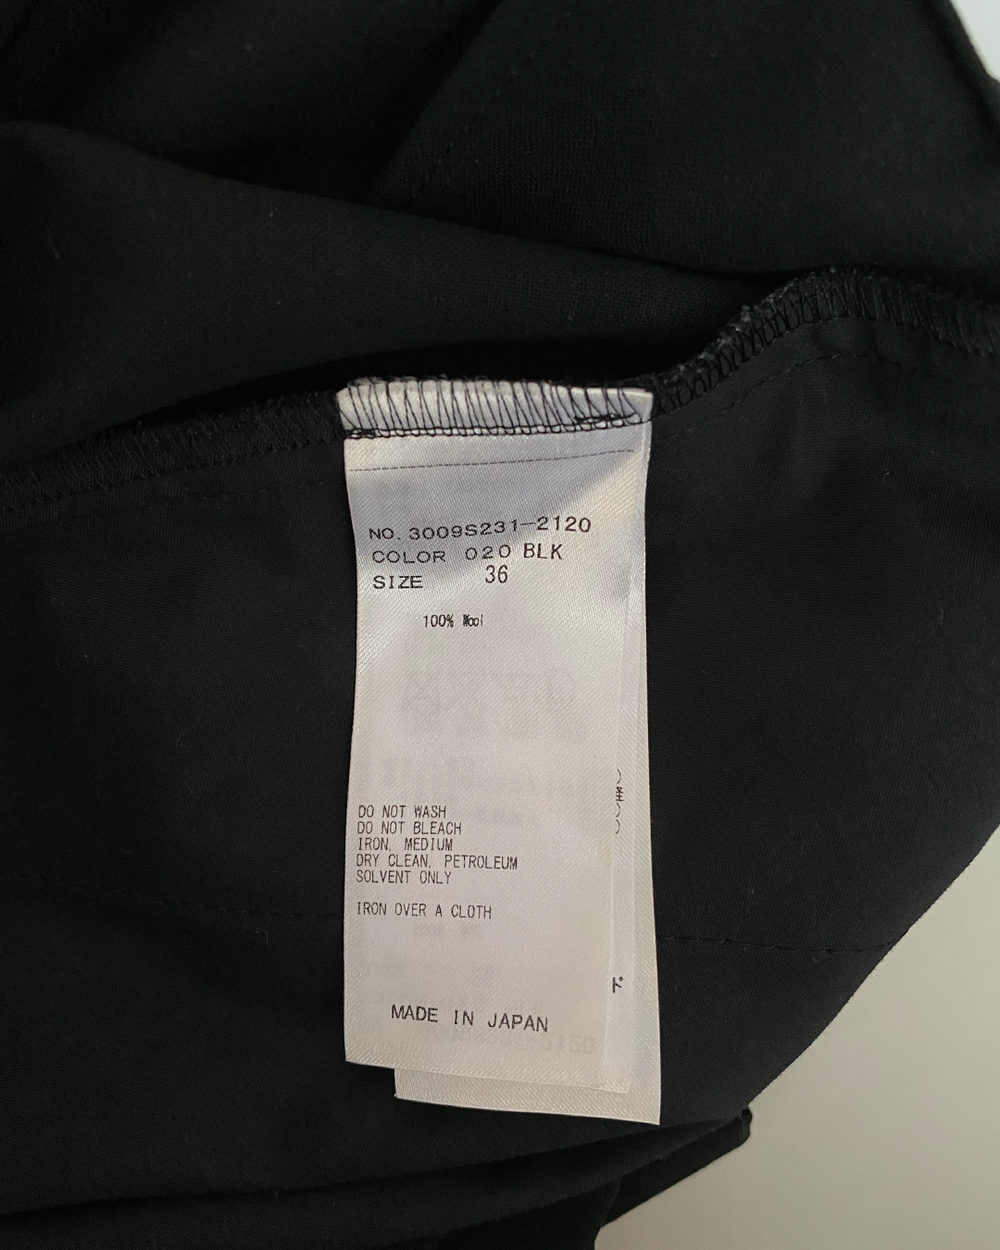 NO. 3009S231-2120
COLOR 020 BLK
SIZE 36
100% Wool
DO NOT WASH
DO NOT BLEACH
IRON, MEDIUM
DRY CLEAN, PETROLEUM
SOLVENT ONLY
IRON OVER A CLOTH
ド
MADE IN JAPAN